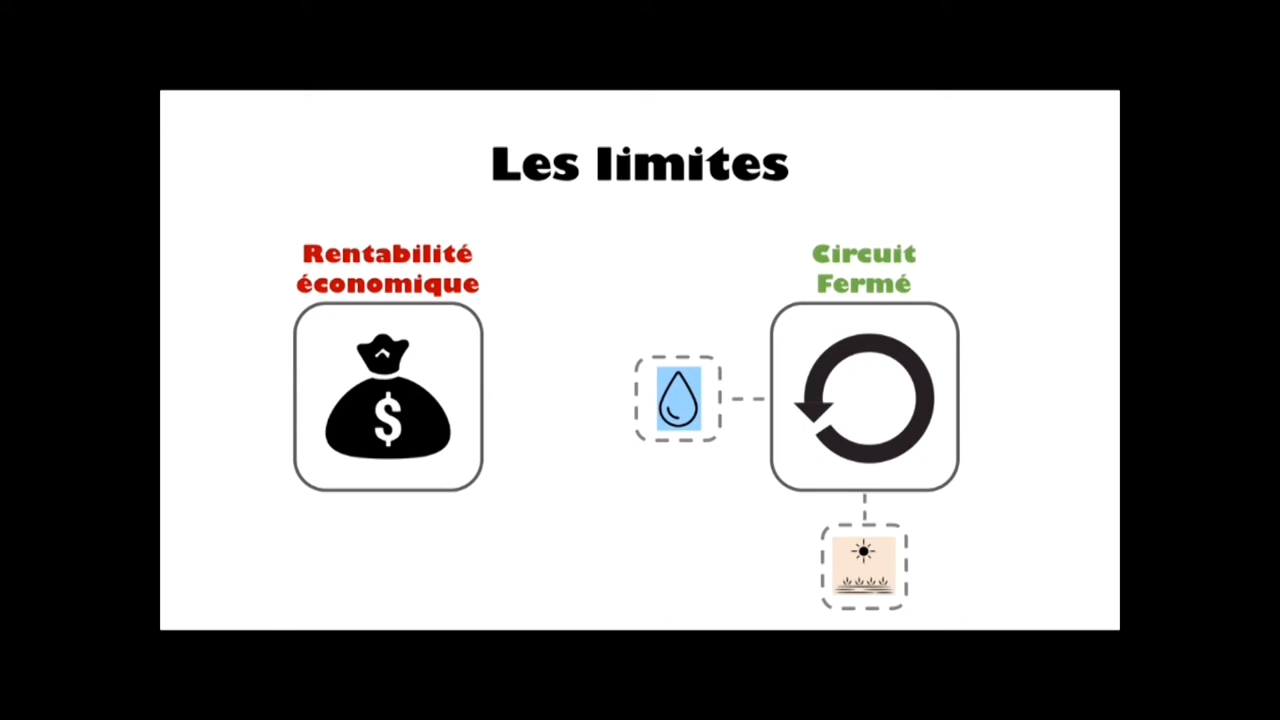 Les limites
Rentabilité
économique
Circuit
Fermé
$